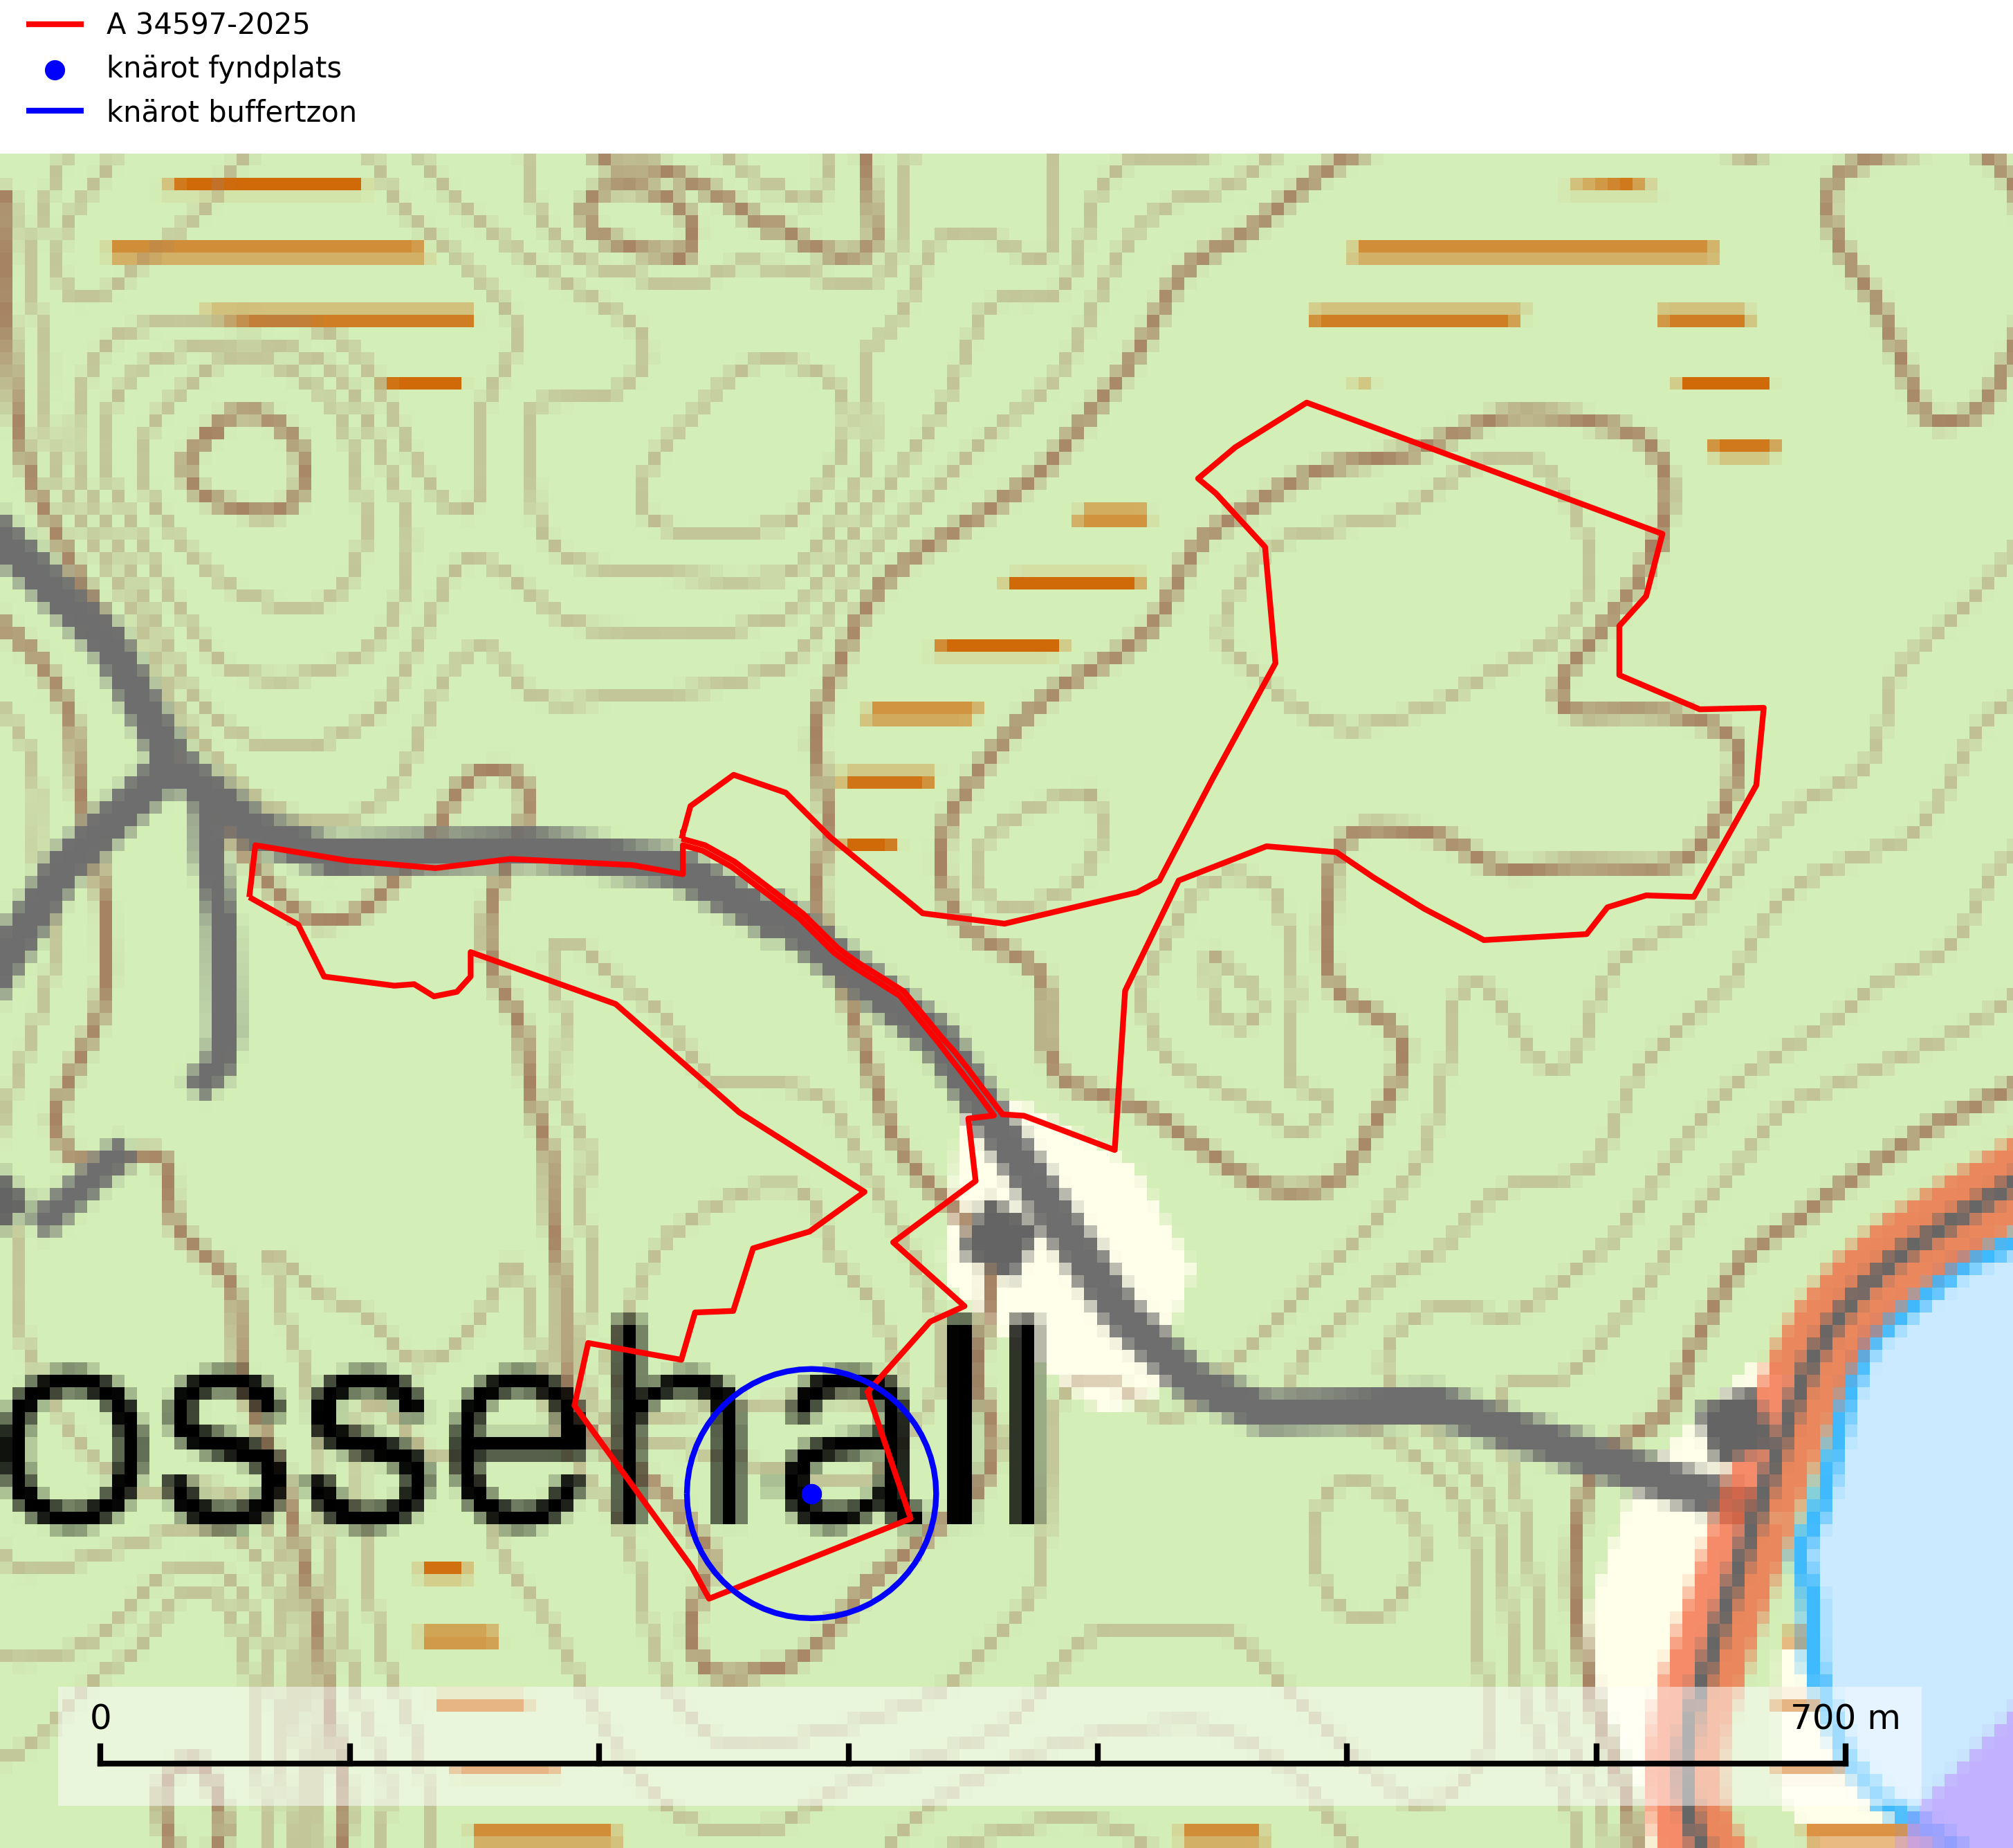 A 34597-2025
knärot fyndplats
knärot buffertzon
ossehall
0 700 m